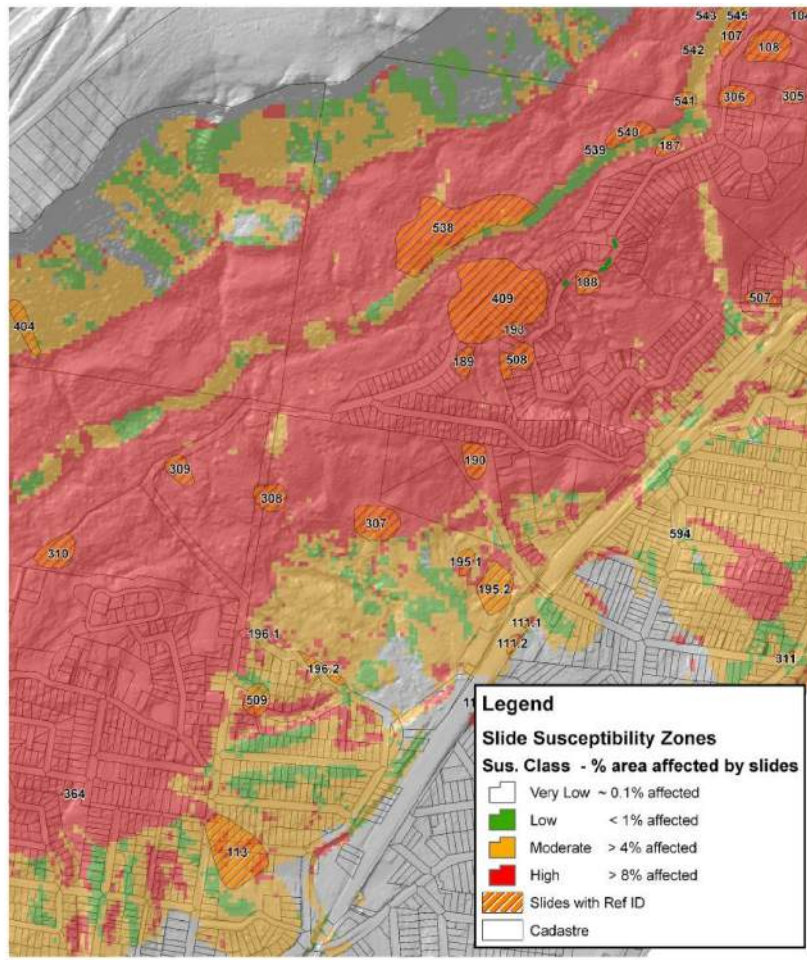 543 545
104
107
542 108
541 306 305
540
539 187
538
188
409 507
404 193
189 508
190
309
308
307
310 594
195.1
195.2
111.1
196.1 111.2
196.2 311
509
11
364
113
Legend
Slide Susceptibility Zones
Sus. Class - % area affected by slides
Very Low ~ 0.1% affected
Low < 1% affected
Moderate > 4% affected
High > 8% affected
Slides with Ref ID
Cadastre